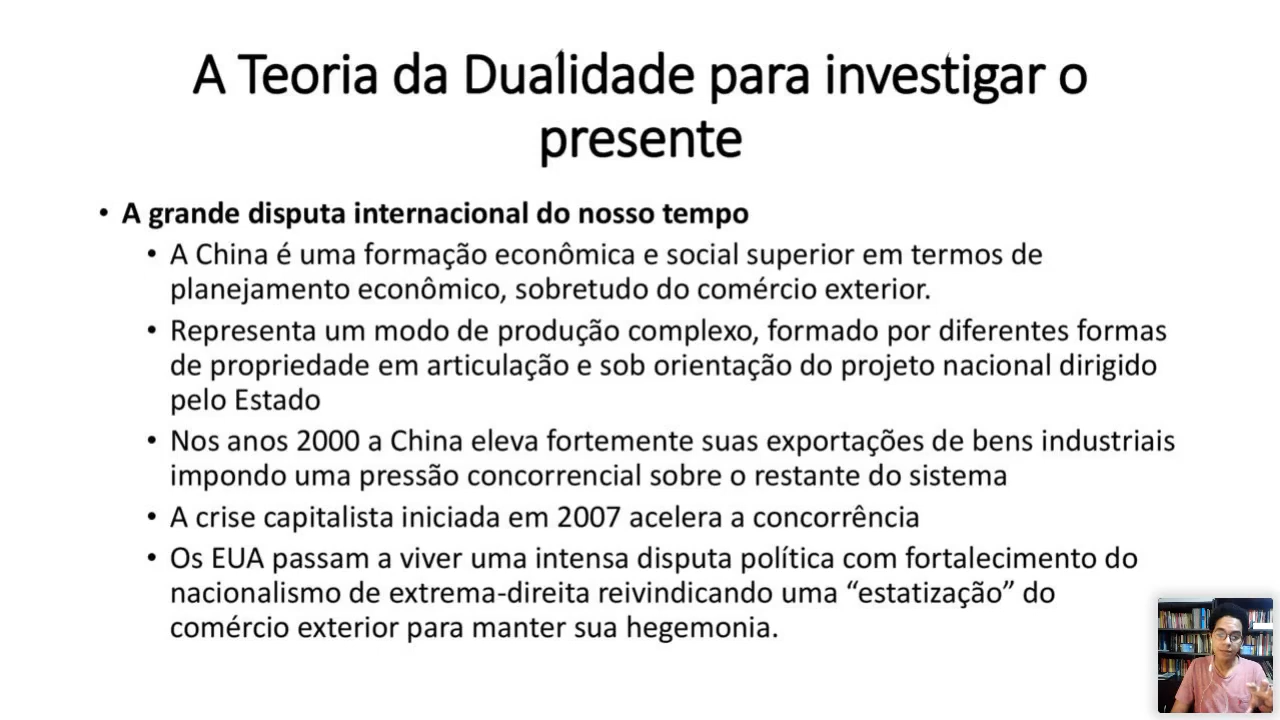 A Teoria da Dualidade para investigar o
presente
• A grande disputa internacional do nosso tempo
• A China é uma formação econômica e social superior em termos de
planejamento econômico, sobretudo do comércio exterior.
• Representa um modo de produção complexo, formado por diferentes formas
de propriedade em articulação e sob orientação do projeto nacional dirigido
pelo Estado
• Nos anos 2000 a China eleva fortemente suas exportações de bens industriais
impondo uma pressão concorrencial sobre o restante do sistema
• A crise capitalista iniciada em 2007 acelera a concorrência
• Os EUA passam a viver uma intensa disputa política com fortalecimento do
nacionalismo de extrema-direita reivindicando uma “estatização” do
comércio exterior para manter sua hegemonia.